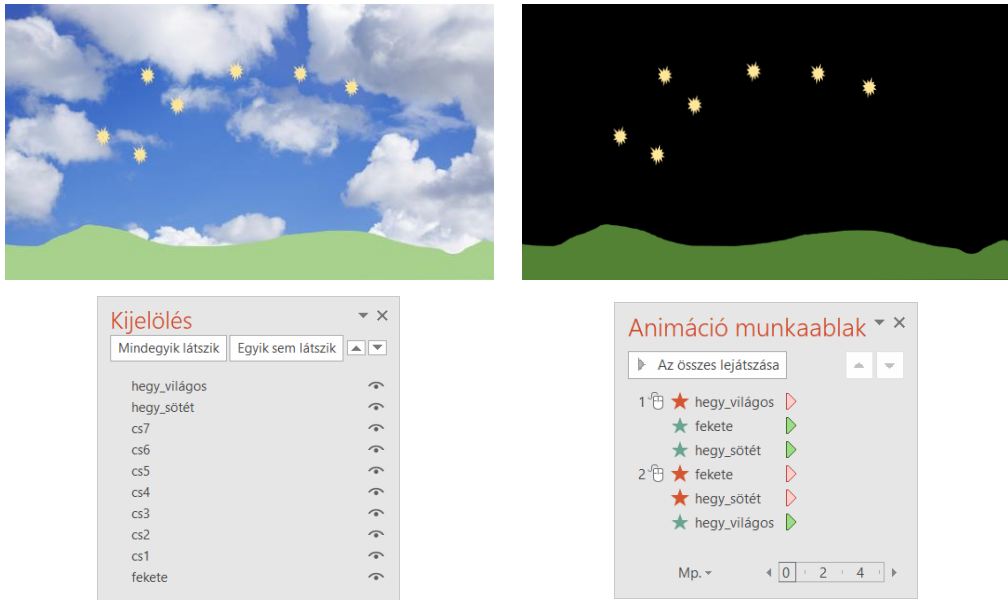 Kijelölés
Mindegyik látszik Egyik sem látszik
hegy_világos
hegy_sötét
cs7
cs6
cs5
cs4
cs3
cs2
cs1
fekete
Animáció munkaablak
Az összes lejátszása
1 hegy_világos
fekete
hegy_sötét
2 fekete
hegy_sötét
hegy_világos
Mp. 0 2 4